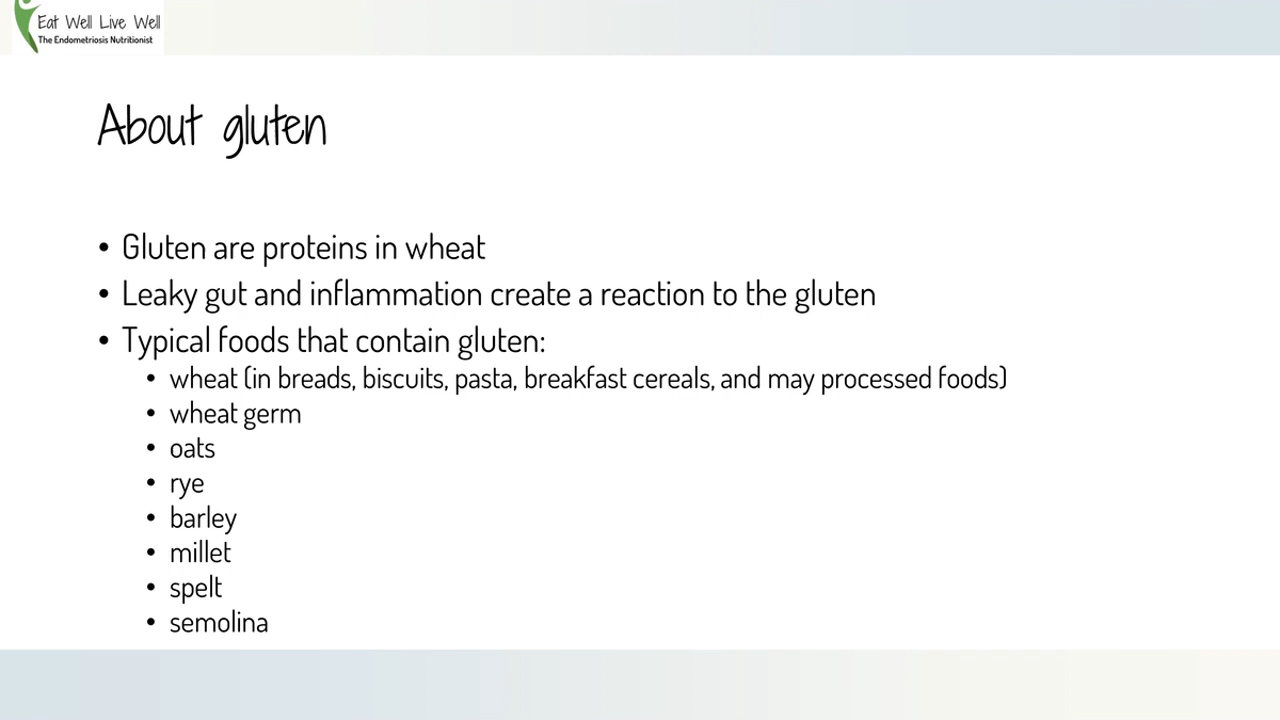 Eat Well Live Well
The Endometriosis Nutritionist
About gluten
• Gluten are proteins in wheat
• Leaky gut and inflammation create a reaction to the gluten
• Typical foods that contain gluten:
• wheat (in breads, biscuits, pasta, breakfast cereals, and may processed foods)
• wheat germ
• oats
• rye
• barley
• millet
• spelt
• semolina